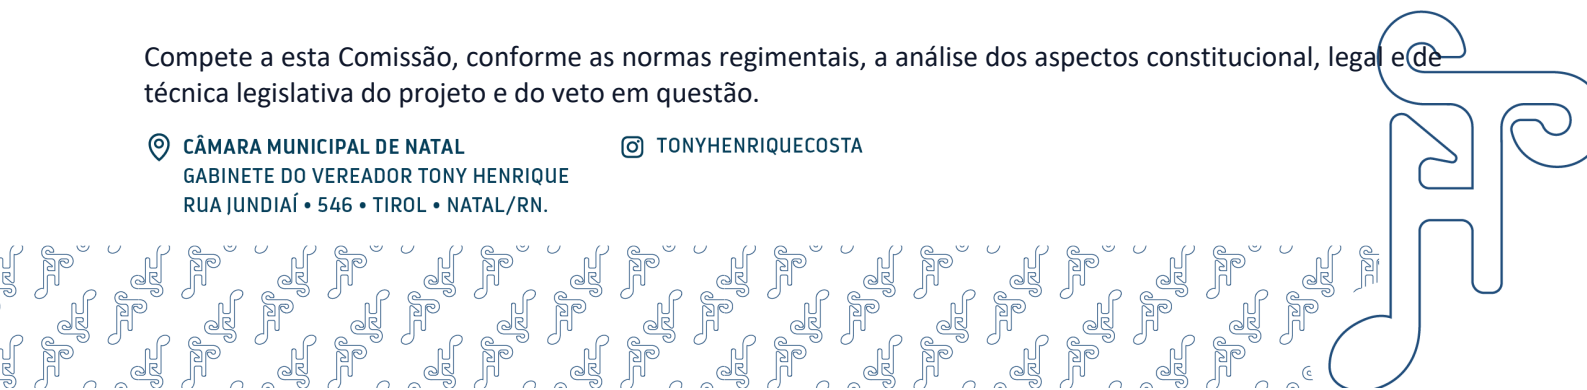 Compete a esta Comissão, conforme as normas regimentais, a análise dos aspectos constitucional, legal e de
técnica legislativa do projeto e do veto em questão.
CÂMARA MUNICIPAL DE NATAL
GABINETE DO VEREADOR TONY HENRIQUE
RUA JUNDIAÍ • 546 • TIROL • NATAL/RN.
TONYHENRIQUECOSTA